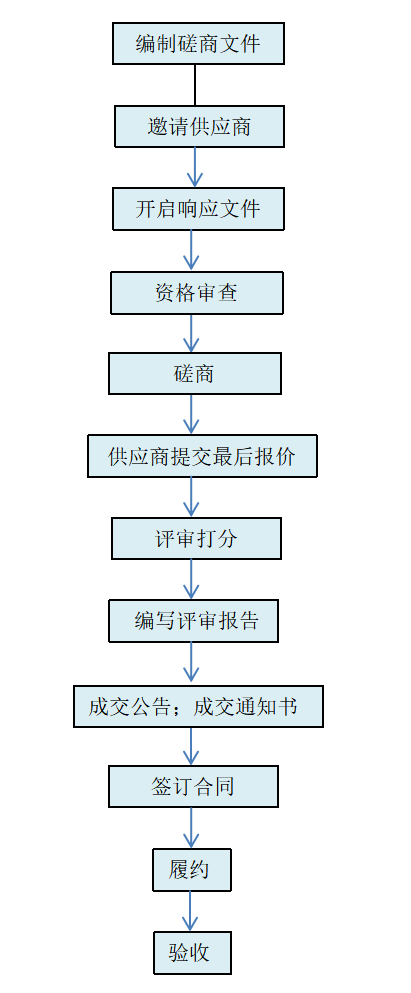 编制磋商文件
邀请供应商
开启响应文件
资格审查
磋商
供应商提交最后报价
评审打分
编写评审报告
成交公告；成交通知书
签订合同
履约
验收